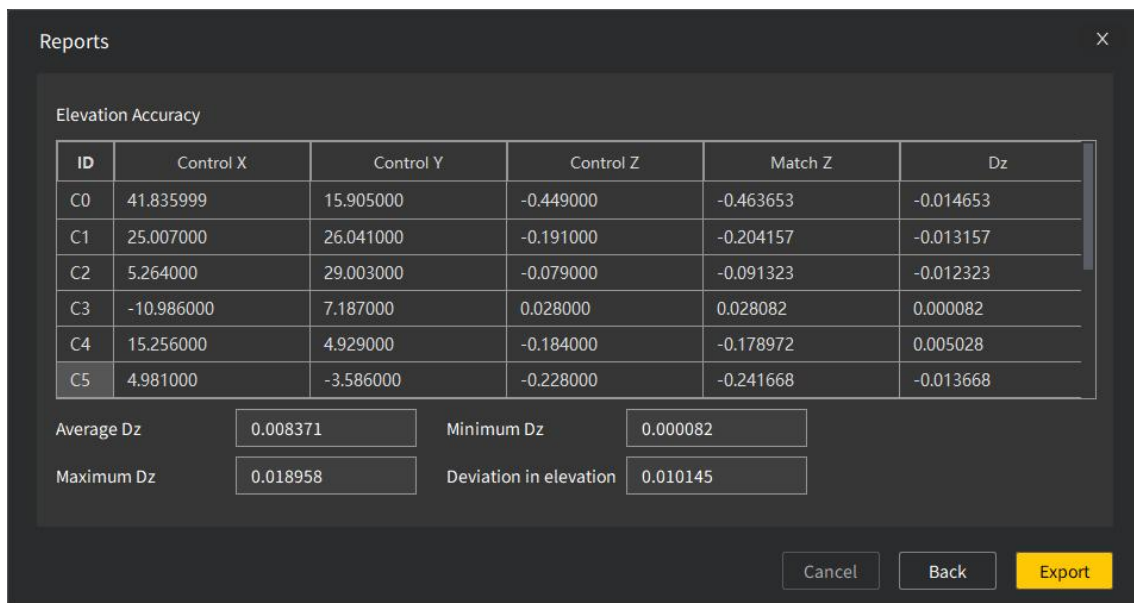 Reports X
Elevation Accuracy
ID Control X Control Y Control Z Match Z Dz
C0 41.835999 15.905000 -0.449000 -0.463653 -0.014653
C1 25.007000 26.041000 -0.191000 -0.204157 -0.013157
C2 5.264000 29.003000 -0.079000 -0.091323 -0.012323
C3 -10.986000 7.187000 0.028000 0.028082 0.000082
C4 15.256000 4.929000 -0.184000 -0.178972 0.005028
C5 4.981000 -3.586000 -0.228000 -0.241668 -0.013668
Average Dz 0.008371 Minimum Dz 0.000082
Maximum Dz 0.018958 Deviation in elevation 0.010145
Cancel Back Export